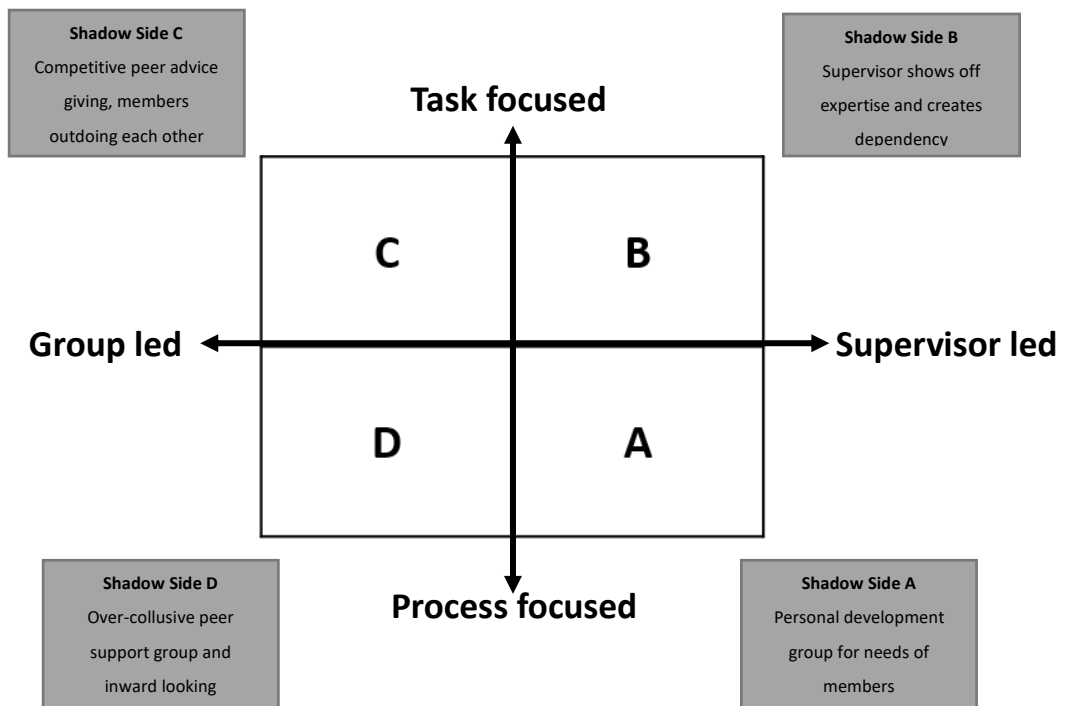 Shadow Side C
Competitive peer advice
giving, members
outdoing each other
Shadow Side B
Supervisor shows off
expertise and creates
dependency
Task focused
C
B
Group led
Supervisor led
D
A
Shadow Side D
Over-collusive peer
support group and
inward looking
Process focused
Shadow Side A
Personal development
group for needs of
members